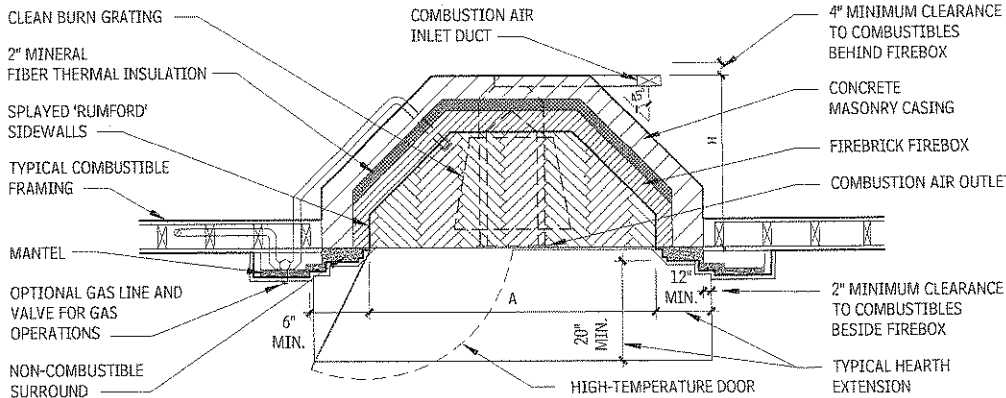 CLEAN BURN GRATING
2" MINERAL
FIBER THERMAL INSULATION
SPLAYED 'RUMFORD'
SIDEWALLS
TYPICAL COMBUSTIBLE
FRAMING
MANTEL
OPTIONAL GAS LINE AND
VALVE FOR GAS
OPERATIONS
NON-COMBUSTIBLE
SURROUND
COMBUSTION AIR
INLET DUCT
6"
MIN.
A
20"
MIN.
12"
MIN.
HIGH-TEMPERATURE DOOR
H
4" MINIMUM CLEARANCE
TO COMBUSTIBLES
BEHIND FIREBOX
CONCRETE
MASONRY CASING
FIREBRICK FIREBOX
COMBUSTION AIR OUTLET
2" MINIMUM CLEARANCE
TO COMBUSTIBLES
BESIDE FIREBOX
TYPICAL HEARTH
EXTENSION